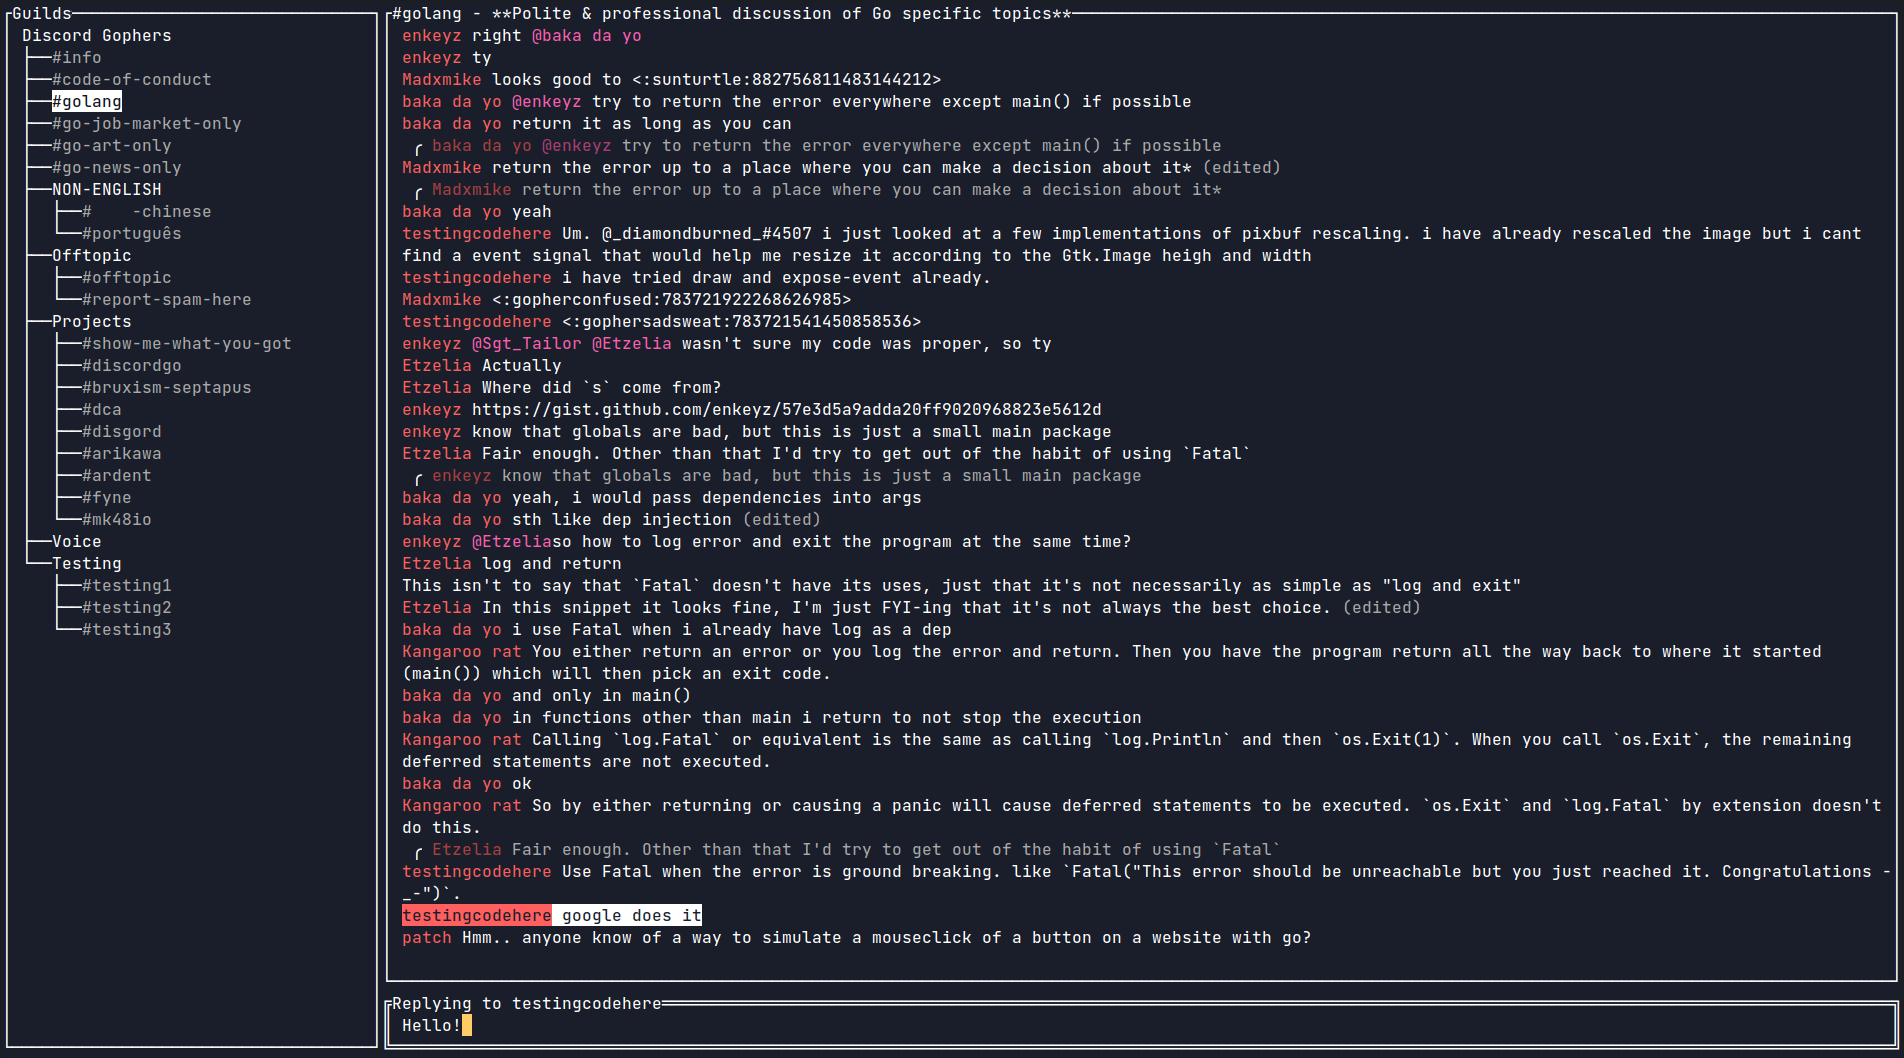 Guilds
Discord Gophers
#info
#code-of-conduct
#golang
#go-job-market-only
#go-art-only
#go-news-only
NON-ENGLISH
#    -chinese
#português
Offtopic
#offtopic
#report-spam-here
Projects
#show-me-what-you-got
#discordgo
#bruxism-septapus
#dca
#disgord
#arikawa
#ardent
#fyne
#mk48io
Voice
Testing
#testing1
#testing2
#testing3
#golang - **Polite & professional discussion of Go specific topics**
enkeyz right @baka da yo
enkeyz ty
Madxmike looks good to <:sunturtle:882756811483144212>
baka da yo @enkeyz try to return the error everywhere except main() if possible
baka da yo return it as long as you can
baka da yo @enkeyz try to return the error everywhere except main() if possible
Madxmike return the error up to a place where you can make a decision about it* (edited)
Madxmike return the error up to a place where you can make a decision about it*
baka da yo yeah
testingcodehere Um. @_diamondburned_#4507 i just looked at a few implementations of pixbuf rescaling. i have already rescaled the image but i cant
find a event signal that would help me resize it according to the Gtk.Image heigh and width
testingcodehere i have tried draw and expose-event already.
Madxmike <:gopherconfused:783721922268626985>
testingcodehere <:gophersadsweat:783721541450858536>
enkeyz @Sgt_Tailor @Etzelia wasn't sure my code was proper, so ty
Etzelia Actually
Etzelia Where did `s` come from?
enkeyz https://gist.github.com/enkeyz/57e3d5a9adda20ff9020968823e5612d
enkeyz know that globals are bad, but this is just a small main package
Etzelia Fair enough. Other than that I'd try to get out of the habit of using `Fatal`
enkeyz know that globals are bad, but this is just a small main package
baka da yo yeah, i would pass dependencies into args
baka da yo sth like dep injection (edited)
enkeyz @Etzeliaso how to log error and exit the program at the same time?
Etzelia log and return
This isn't to say that `Fatal` doesn't have its uses, just that it's not necessarily as simple as "log and exit"
Etzelia In this snippet it looks fine, I'm just FYI-ing that it's not always the best choice. (edited)
baka da yo i use Fatal when i already have log as a dep
Kangaroo rat You either return an error or you log the error and return. Then you have the program return all the way back to where it started
(main()) which will then pick an exit code.
baka da yo and only in main()
baka da yo in functions other than main i return to not stop the execution
Kangaroo rat Calling `log.Fatal` or equivalent is the same as calling `log.Println` and then `os.Exit(1)`. When you call `os.Exit`, the remaining
deferred statements are not executed.
baka da yo ok
Kangaroo rat So by either returning or causing a panic will cause deferred statements to be executed. `os.Exit` and `log.Fatal` by extension doesn't
do this.
Etzelia Fair enough. Other than that I'd try to get out of the habit of using `Fatal`
testingcodehere Use Fatal when the error is ground breaking. like `Fatal("This error should be unreachable but you just reached it. Congratulations -
_-")`.
testingcodehere google does it
patch Hmm.. anyone know of a way to simulate a mouseclick of a button on a website with go?
Replying to testingcodehere
Hello!